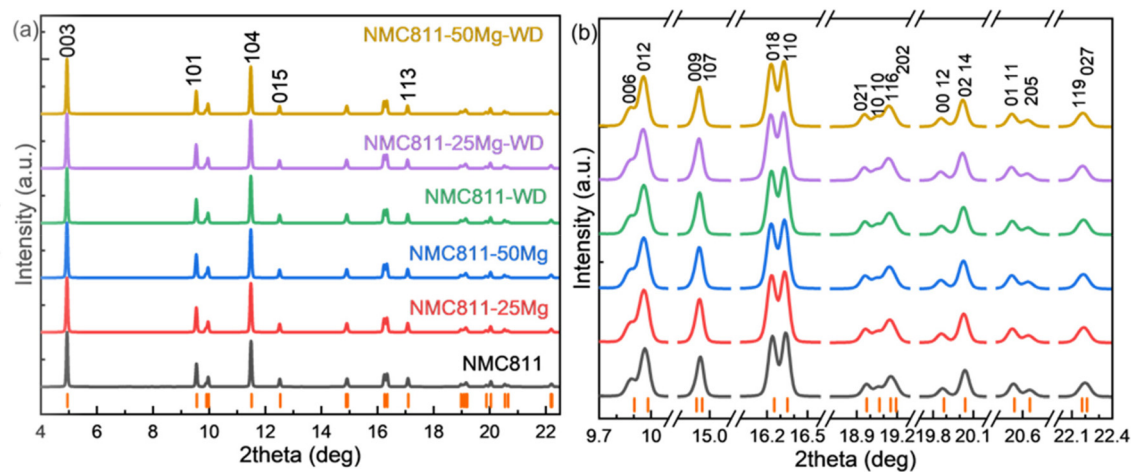 (a)
003
101
104
015
113
NMC811-50Mg-WD
NMC811-25Mg-WD
NMC811-WD
NMC811-50Mg
NMC811-25Mg
NMC811
Intensity (a.u.)
4 6 8 10 12 14 16 18 20 22
2theta (deg)
(b)
006
012
009
107
018
110
021
10 10
116
202
00 12
02 14
01 11
205
119
027
Intensity (a.u.)
9.7 10 15.0 16.2 16.5 18.9 19.2 19.8 20.1 20.6 22.1 22.4
2theta (deg)